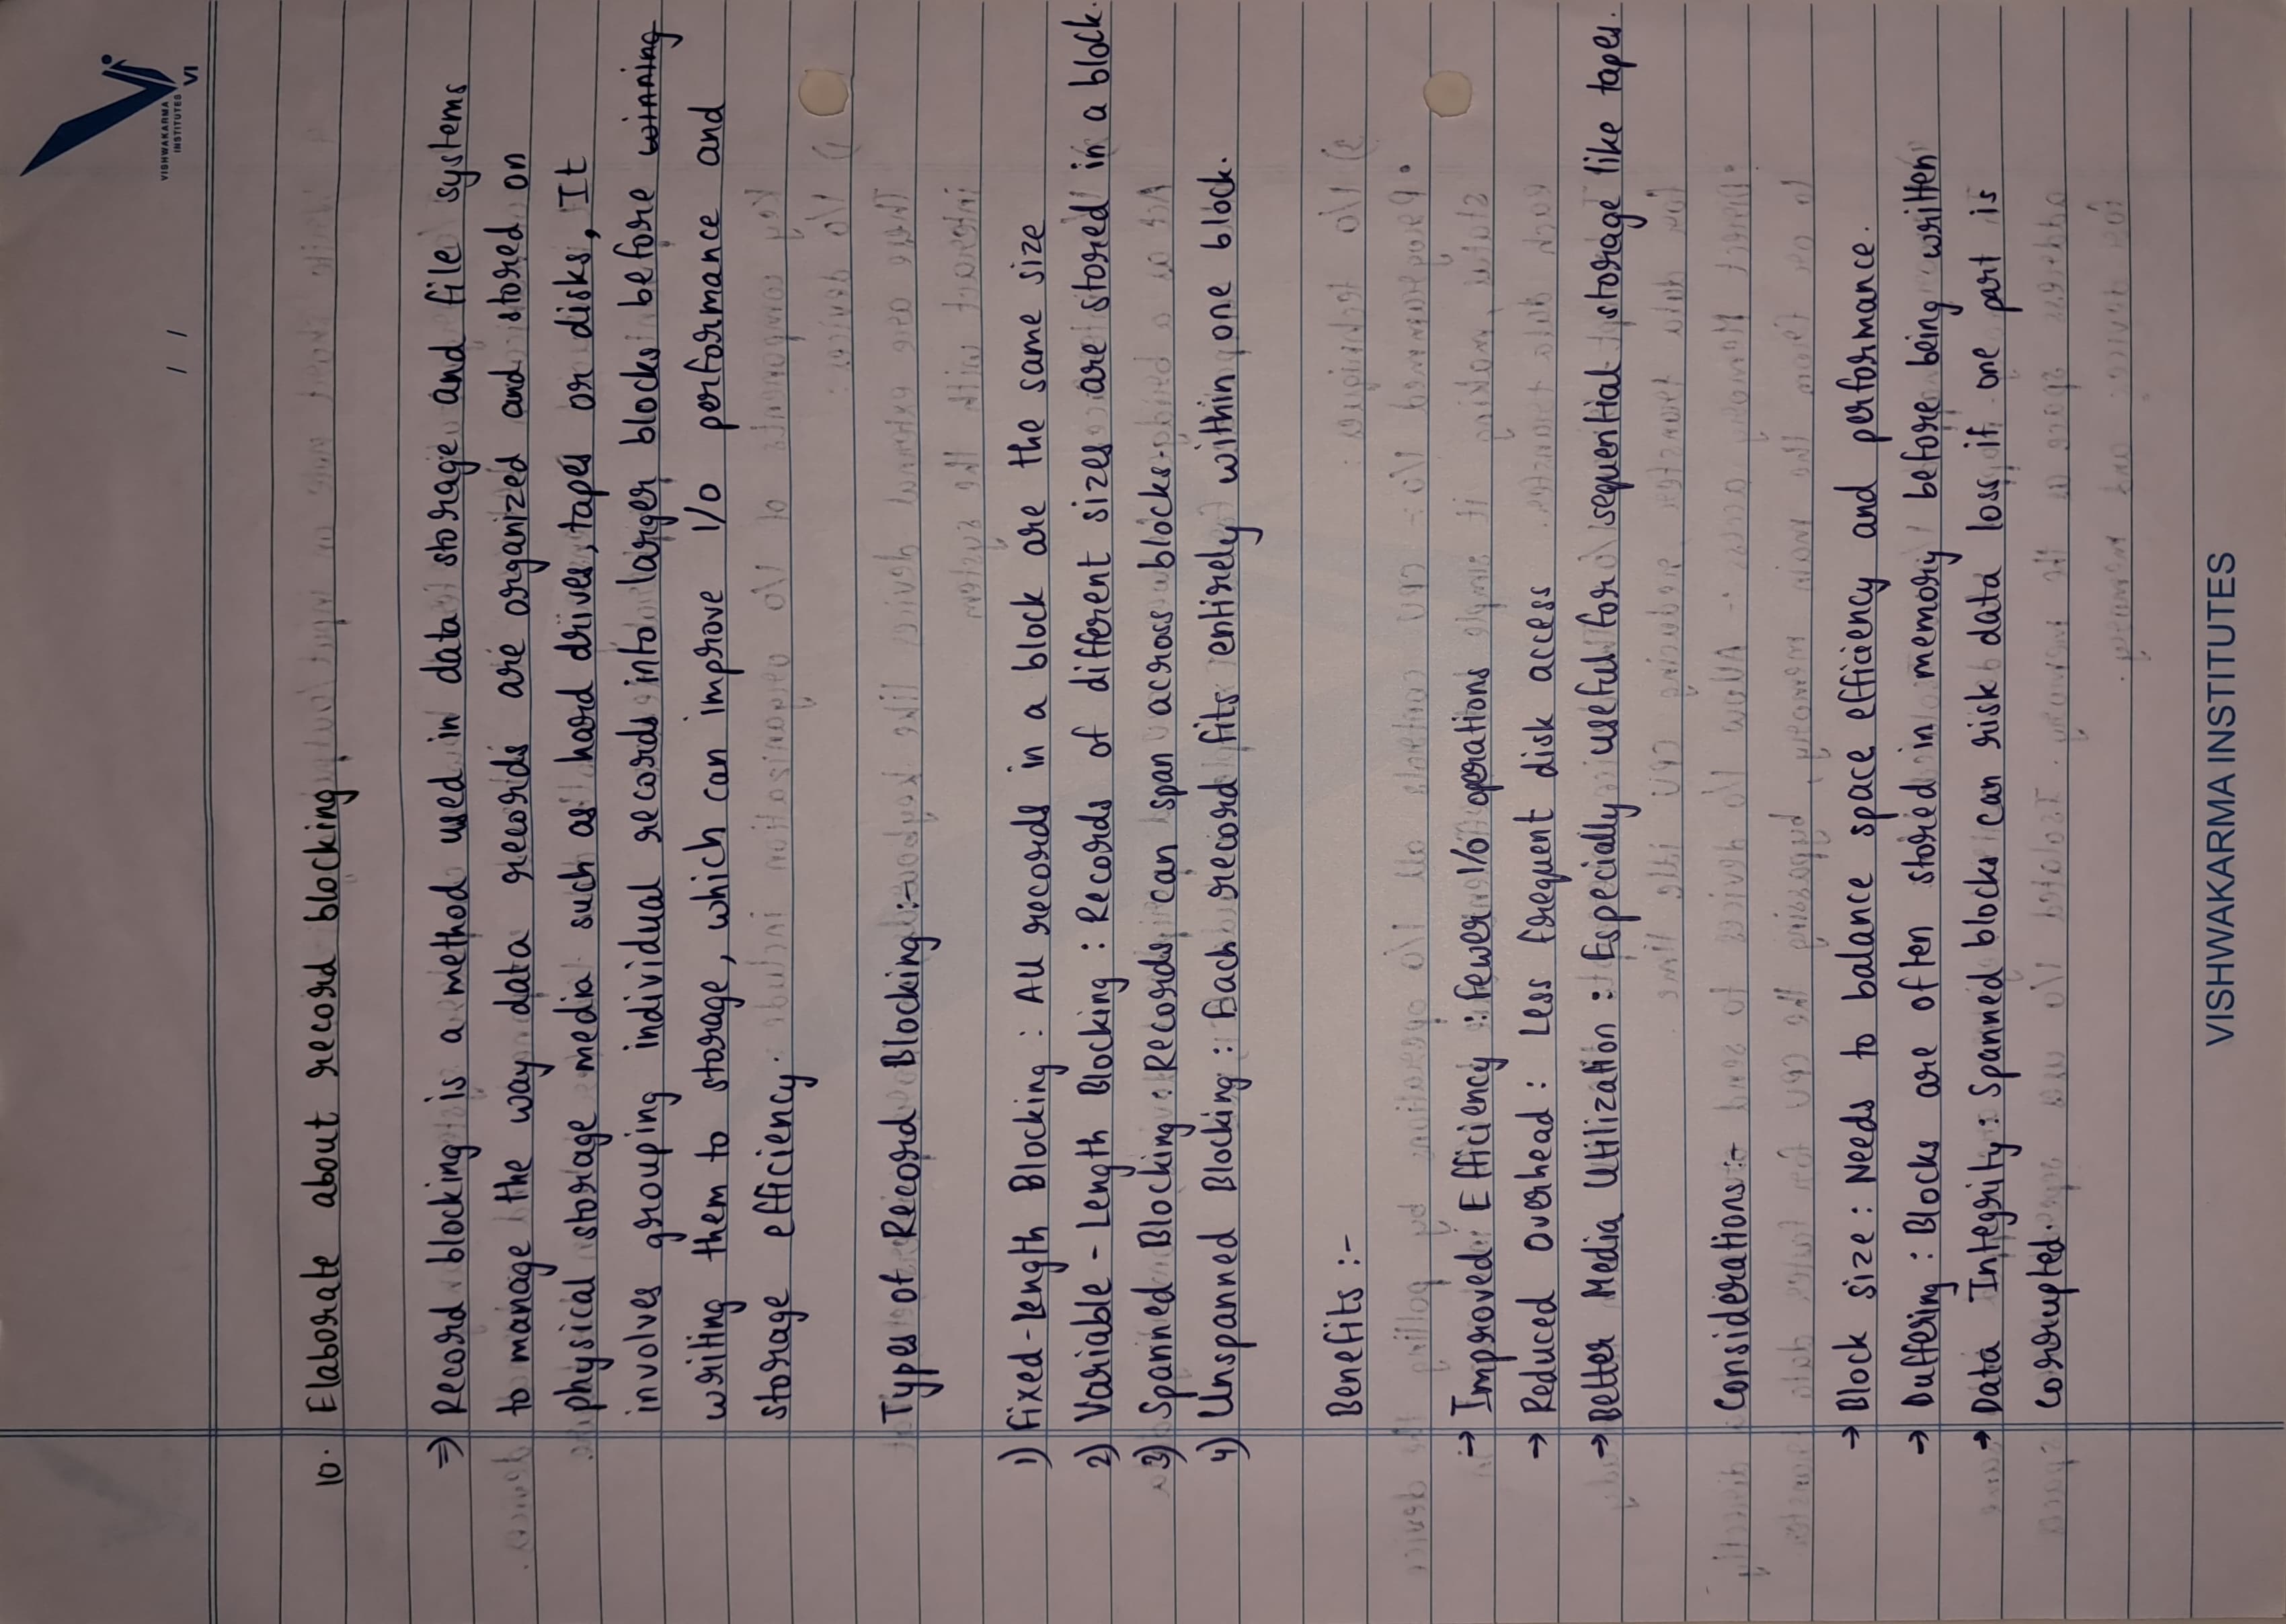 VISHWAKARMA
INSTITUTES
VI
/ /
10. Elaborate about record blocking.
⇒ Record blocking is a method used in data storage and file systems
to manage the way data records are organized and stored on
physical storage media such as hard drives, tapes or disks, It
involves grouping individual records into larger blocks before winning
writing them to storage, which can improve I/O performance and
storage efficiency.
Types of Record Blocking :-
1) Fixed-Length Blocking : All records in a block are the same size
2) Variable - Length Blocking : Records of different sizes are stored in a block.
3) Spanned Blocking : Records can span across blocks.
4) Unspanned Blocking : Each record fits entirely within one block.
Benefits :-
→ Improved Efficiency : Fewer I/O operations
→ Reduced Overhead : Less frequent disk access
→ Better Media Utilization : Especially useful for sequential storage like tapes.
Considerations :-
→ Block size : Needs to balance space efficiency and performance.
→ Buffering : Blocks are often stored in memory before being written
→ Data Integrity : Spanned blocks can risk data loss if one part is
corrupted.
VISHWAKARMA INSTITUTES